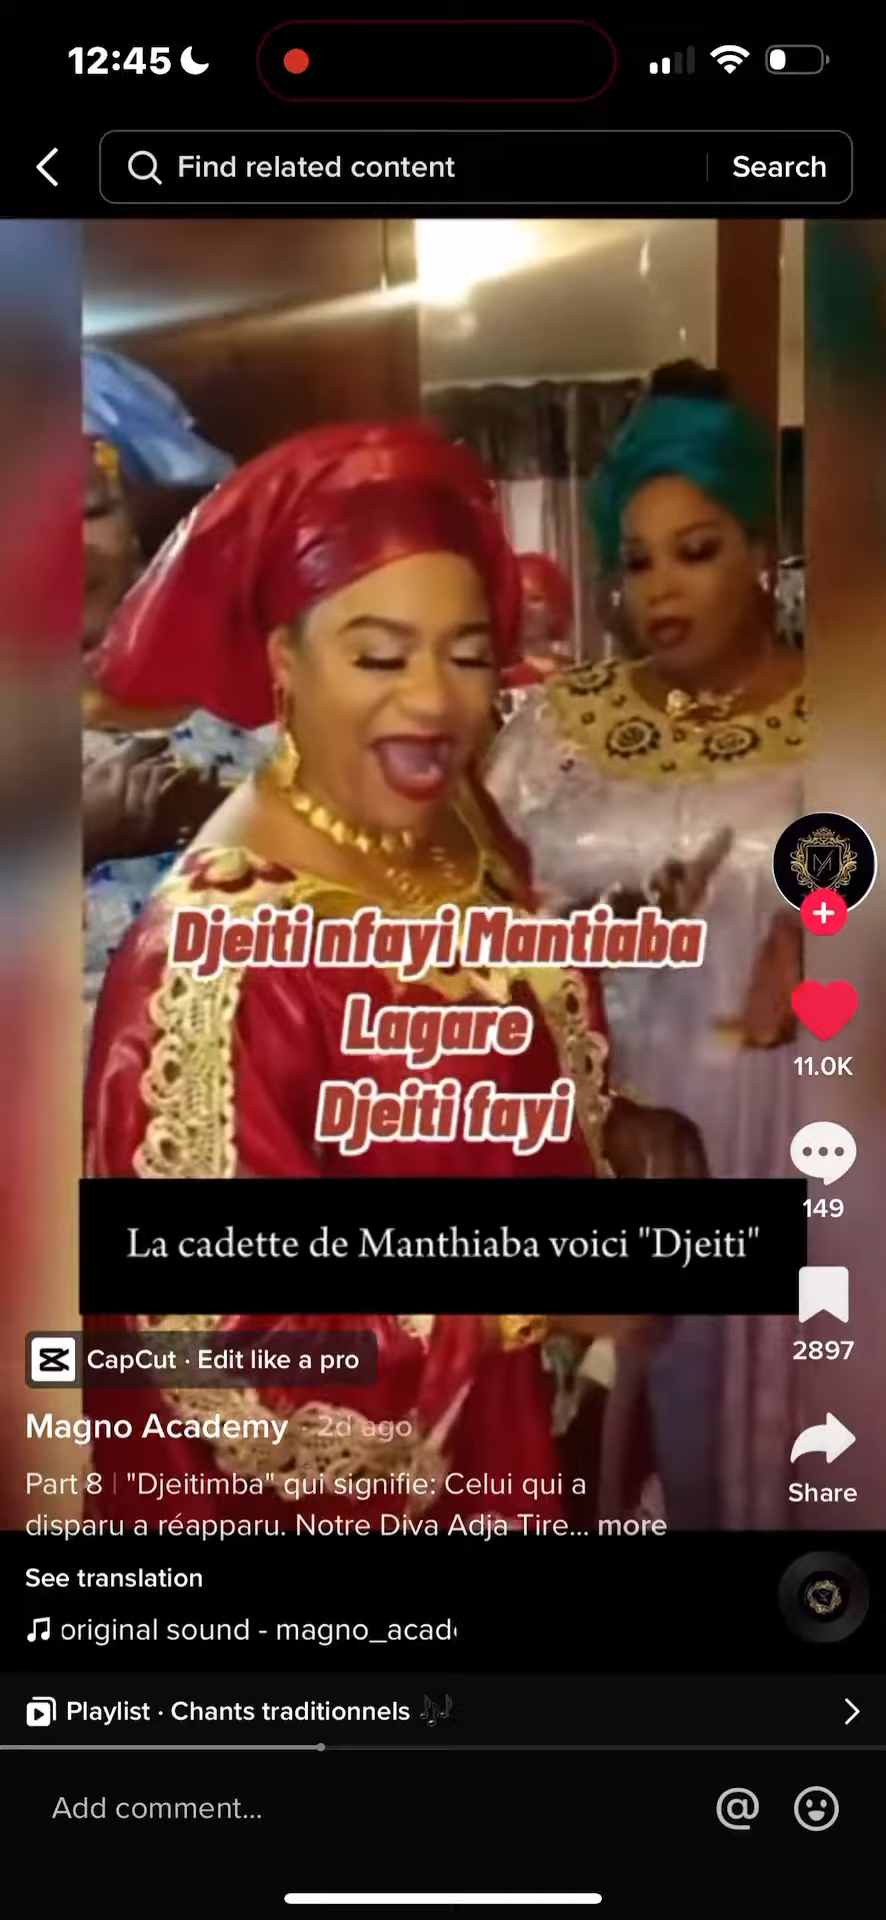 12:45
Find related content
Search
Djeiti nfayi Mantiaba
Lagare
Djeiti fayi
La cadette de Manthiaba voici "Djeiti"
11.0K
149
2897
Share
CapCut · Edit like a pro
Magno Academy · 2d ago
Part 8 | "Djeitimba" qui signifie: Celui qui a
disparu a réapparu. Notre Diva Adja Tire... more
See translation
original sound - magno_acad
Playlist · Chants traditionnels
Add comment...